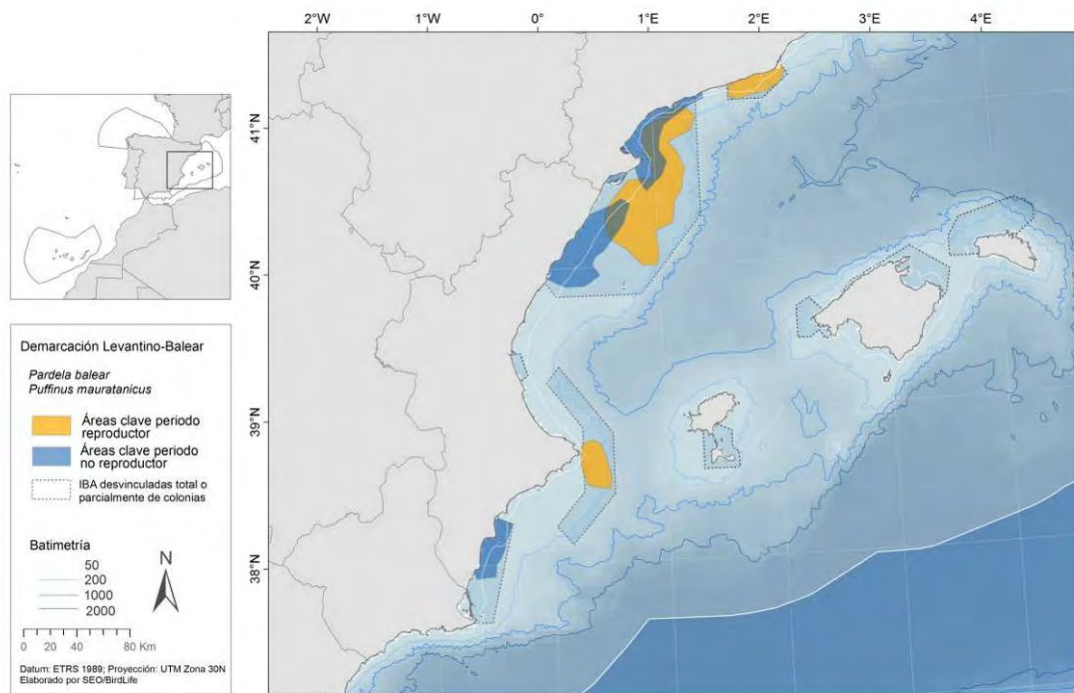 2°W 1°W 0° 1°E 2°E 3°E 4°E
41°N
40°N
39°N
38°N
Demarcación Levantino-Balear
Pardela balear
Puffinus mauratanicus
Áreas clave periodo
reproductor
Áreas clave periodo
no reproductor
IBA desvinculadas total o
parcialmente de colonias
Batimetría
50
200
1000
2000
N
0 20 40 80 Km
Datum: ETRS 1989; Proyección: UTM Zona 30N
Elaborado por SEO/BirdLife